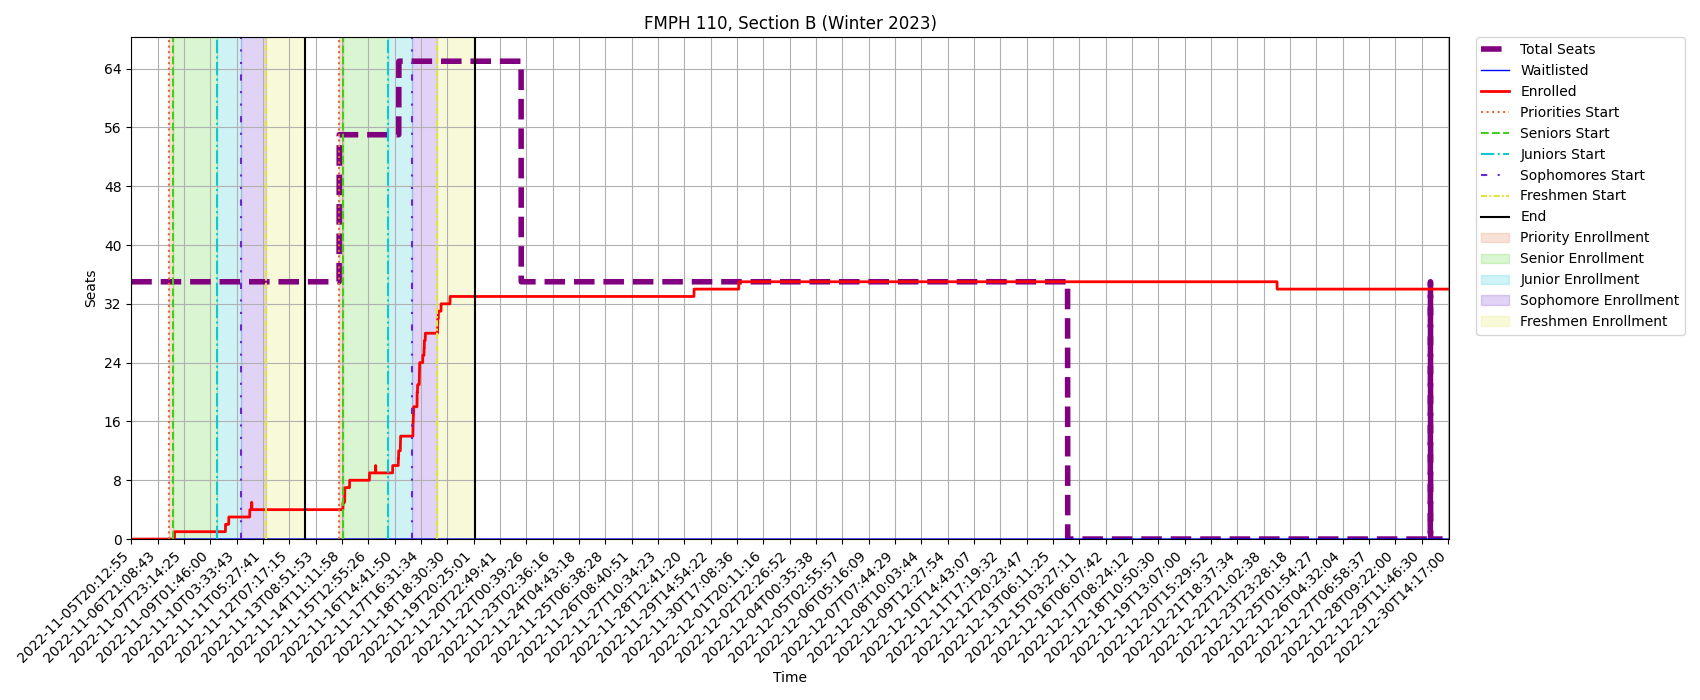 FMPH 110, Section B (Winter 2023)
Seats
64
56
48
40
32
24
16
8
0
2022-11-05T20:12:55
2022-11-06T21:08:43
2022-11-07T23:14:25
2022-11-09T01:46:00
2022-11-10T03:33:43
2022-11-11T05:27:41
2022-11-12T07:17:15
2022-11-13T08:51:53
2022-11-14T11:11:58
2022-11-15T12:55:26
2022-11-16T14:41:50
2022-11-17T16:31:34
2022-11-18T18:30:30
2022-11-19T20:25:01
2022-11-20T22:49:41
2022-11-22T00:39:26
2022-11-23T02:36:16
2022-11-24T04:43:18
2022-11-25T06:38:28
2022-11-26T08:40:51
2022-11-27T10:34:23
2022-11-28T12:41:20
2022-11-29T14:54:22
2022-11-30T17:08:36
2022-12-01T20:11:16
2022-12-02T22:26:52
2022-12-04T00:35:38
2022-12-05T02:55:57
2022-12-06T05:16:09
2022-12-07T07:44:29
2022-12-08T10:03:44
2022-12-09T12:27:54
2022-12-10T14:43:07
2022-12-11T17:19:32
2022-12-12T20:23:47
2022-12-13T06:11:25
2022-12-15T03:27:11
2022-12-16T06:07:42
2022-12-17T08:24:12
2022-12-18T10:50:30
2022-12-19T13:07:00
2022-12-20T15:29:52
2022-12-21T18:37:34
2022-12-22T21:02:38
2022-12-23T23:28:18
2022-12-25T01:54:27
2022-12-26T04:32:04
2022-12-27T06:58:37
2022-12-28T09:22:00
2022-12-29T11:46:30
2022-12-30T14:17:00
Time
Total Seats
Waitlisted
Enrolled
Priorities Start
Seniors Start
Juniors Start
Sophomores Start
Freshmen Start
End
Priority Enrollment
Senior Enrollment
Junior Enrollment
Sophomore Enrollment
Freshmen Enrollment